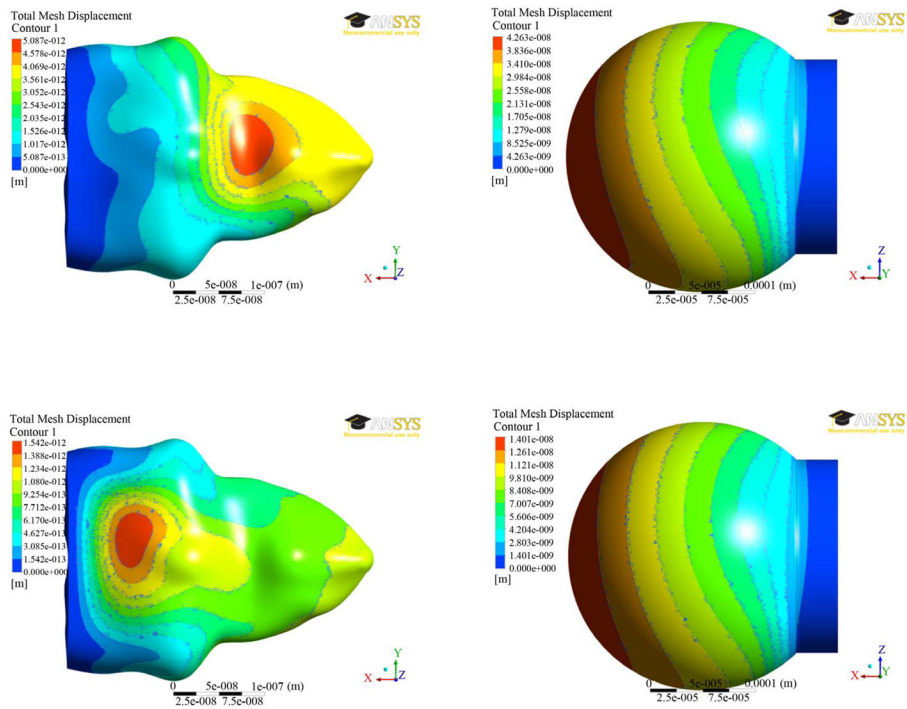 Total Mesh Displacement
Contour 1
ANSYS
Noncommercial use only
5.087e-012
4.578e-012
4.069e-012
3.561e-012
3.052e-012
2.543e-012
2.035e-012
1.526e-012
1.017e-012
5.087e-013
0.000e+000
[m]
Y
X
Z
0 5e-008 1e-007 (m)
2.5e-008 7.5e-008
Total Mesh Displacement
Contour 1
ANSYS
Noncommercial use only
4.263e-008
3.836e-008
3.410e-008
2.984e-008
2.558e-008
2.131e-008
1.705e-008
1.279e-008
8.525e-009
4.263e-009
0.000e+000
[m]
Z
X
Y
0 5e-005 0.0001 (m)
2.5e-005 7.5e-005
Total Mesh Displacement
Contour 1
ANSYS
Noncommercial use only
1.542e-012
1.388e-012
1.234e-012
1.080e-012
9.254e-013
7.712e-013
6.170e-013
4.627e-013
3.085e-013
1.542e-013
0.000e+000
[m]
Y
X
Z
0 5e-008 1e-007 (m)
2.5e-008 7.5e-008
Total Mesh Displacement
Contour 1
ANSYS
Noncommercial use only
1.401e-008
1.261e-008
1.121e-008
9.810e-009
8.408e-009
7.007e-009
5.606e-009
4.204e-009
2.803e-009
1.401e-009
0.000e+000
[m]
Z
X
Y
0 5e-005 0.0001 (m)
2.5e-005 7.5e-005